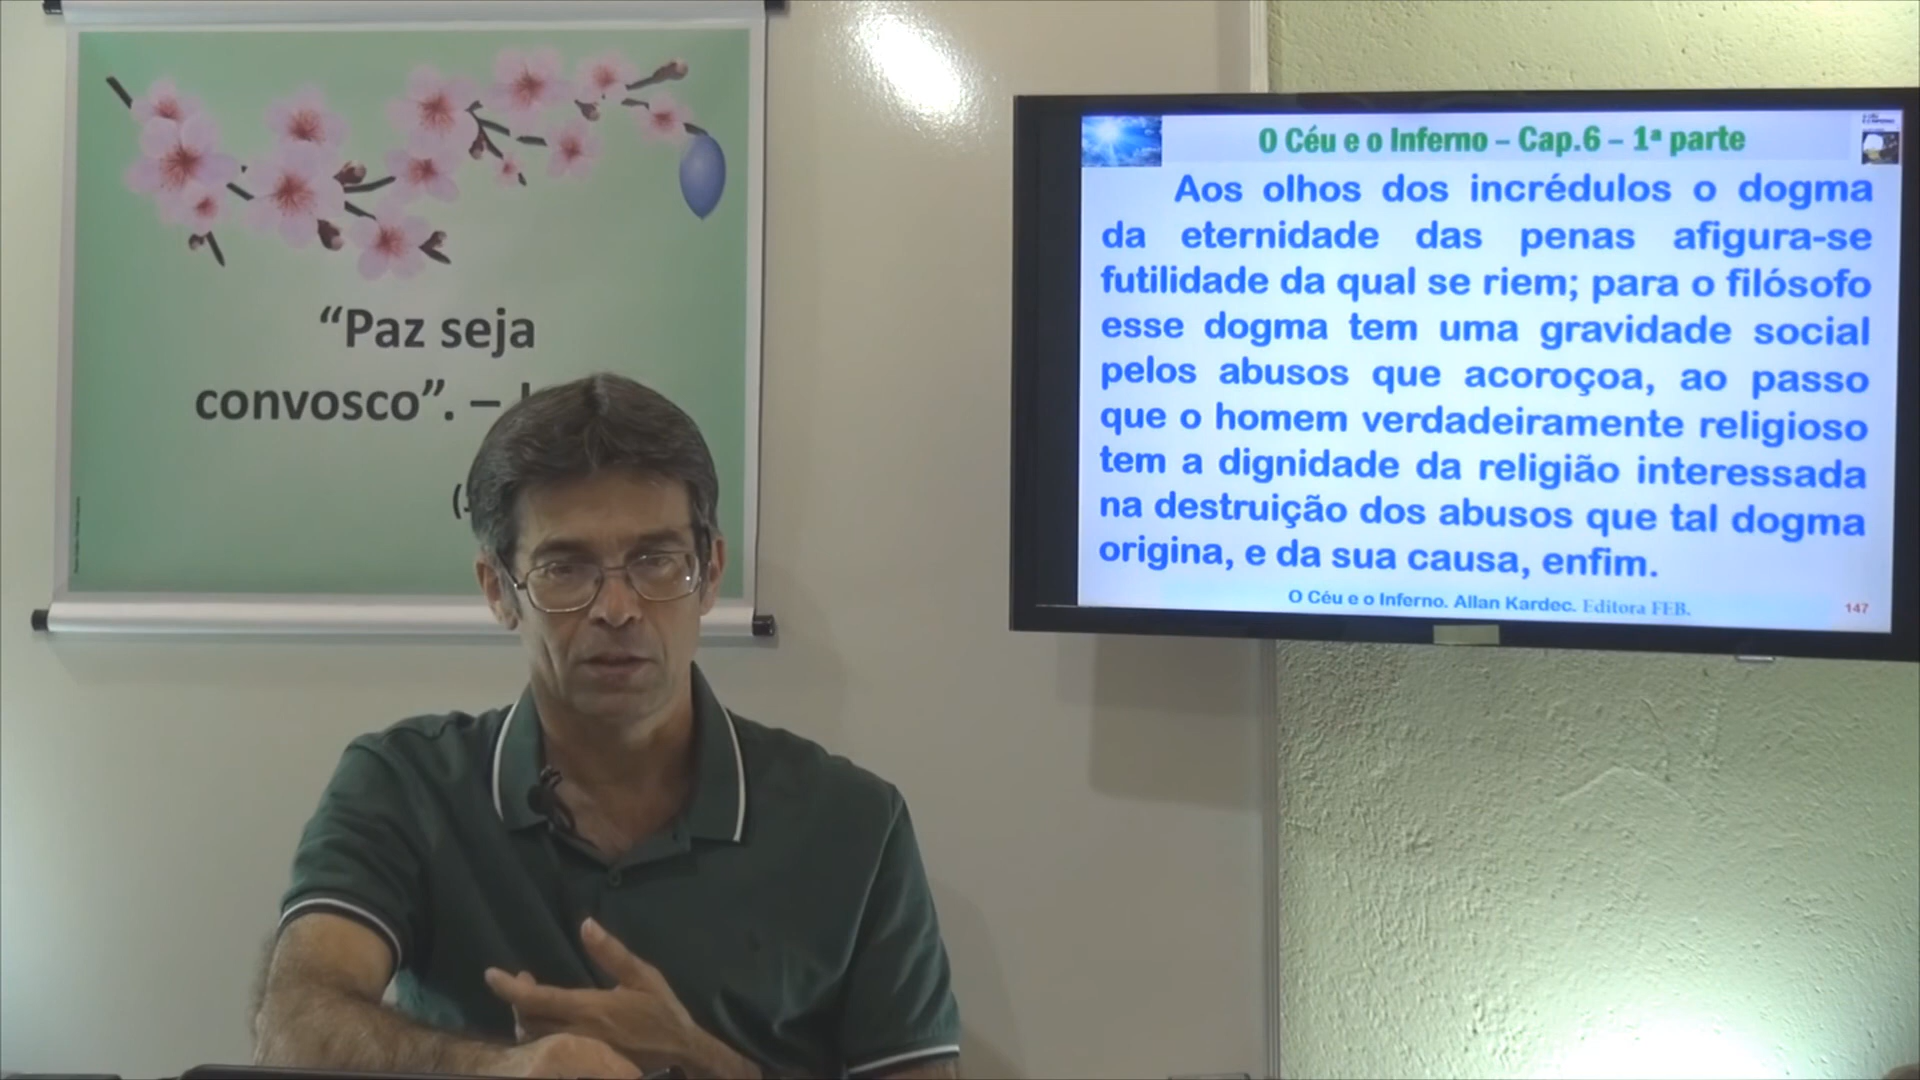 “Paz seja
convosco”. –
O Céu e o Inferno – Cap.6 – 1ª parte
Aos olhos dos incrédulos o dogma
da eternidade das penas afigura-se
futilidade da qual se riem; para o filósofo
esse dogma tem uma gravidade social
pelos abusos que acoroçoa, ao passo
que o homem verdadeiramente religioso
tem a dignidade da religião interessada
na destruição dos abusos que tal dogma
origina, e da sua causa, enfim.
O Céu e o Inferno. Allan Kardec. Editora FEB.
147